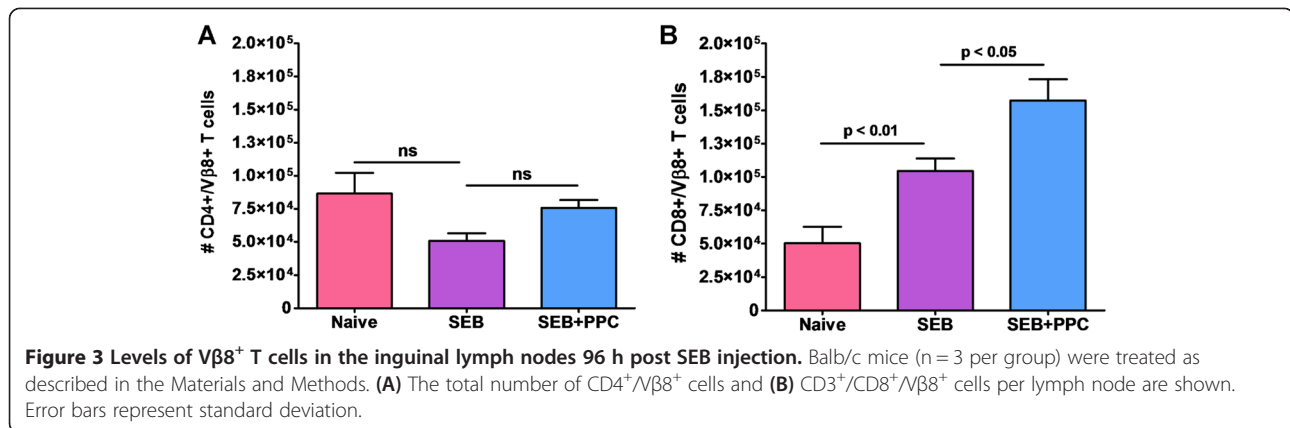 A
# CD4+/Vβ8+ T cells
2.0×10⁵
1.8×10⁵
1.5×10⁵
1.3×10⁵
1.0×10⁵
7.5×10⁴
5.0×10⁴
2.5×10⁴
0
ns
ns
Naive SEB SEB+PPC
B
# CD8+/Vβ8+ T cells
2.0×10⁵
1.8×10⁵
1.5×10⁵
1.3×10⁵
1.0×10⁵
7.5×10⁴
5.0×10⁴
2.5×10⁴
0
p < 0.05
p < 0.01
Naive SEB SEB+PPC
Figure 3 Levels of Vβ8⁺ T cells in the inguinal lymph nodes 96 h post SEB injection. Balb/c mice (n = 3 per group) were treated as
described in the Materials and Methods. (A) The total number of CD4⁺/Vβ8⁺ cells and (B) CD3⁺/CD8⁺/Vβ8⁺ cells per lymph node are shown.
Error bars represent standard deviation.